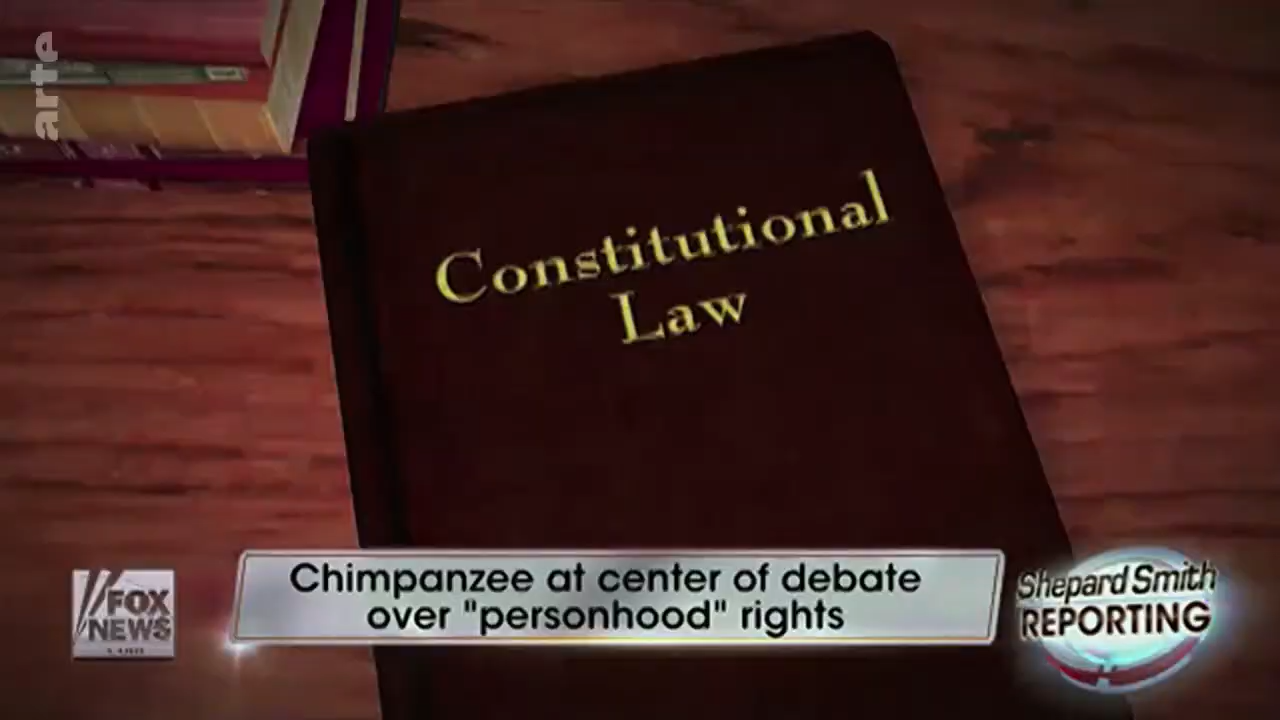 arte
Constitutional
Law
Chimpanzee at center of debate
over "personhood" rights
FOX
NEWS
Shepard Smith
REPORTING